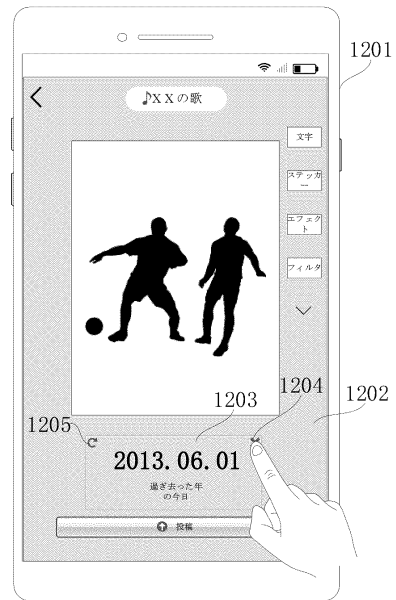 1201
♪XXの歌
文字
ステッカ
ー
エフェク
ト
フィルタ
1204
1203
1202
1205
2013.06.01
過ぎ去った年
の今日
投稿